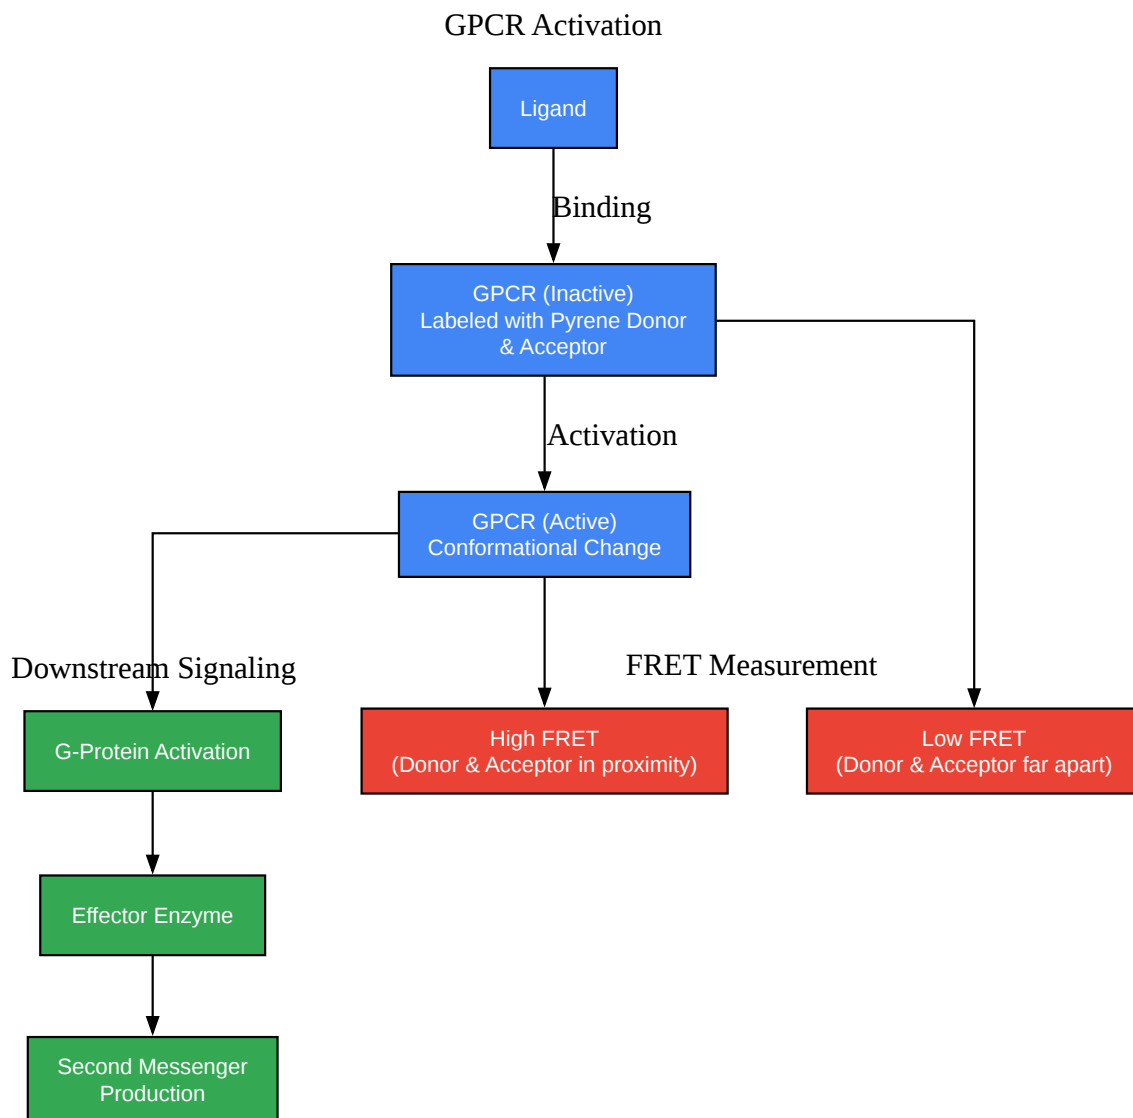 GPCR Activation
Ligand
Binding
GPCR (Inactive)
Labeled with Pyrene Donor
& Acceptor
Activation
GPCR (Active)
Conformational Change
Downstream Signaling
FRET Measurement
G-Protein Activation
High FRET
(Donor & Acceptor in proximity)
Low FRET
(Donor & Acceptor far apart)
Effector Enzyme
Second Messenger
Production